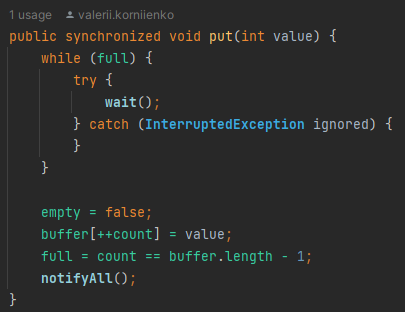 1 usage valerii.korniienko
public synchronized void put(int value) {
    while (full) {
        try {
            wait();
        } catch (InterruptedException ignored) {
        }
    }

    empty = false;
    buffer[++count] = value;
    full = count == buffer.length - 1;
    notifyAll();
}